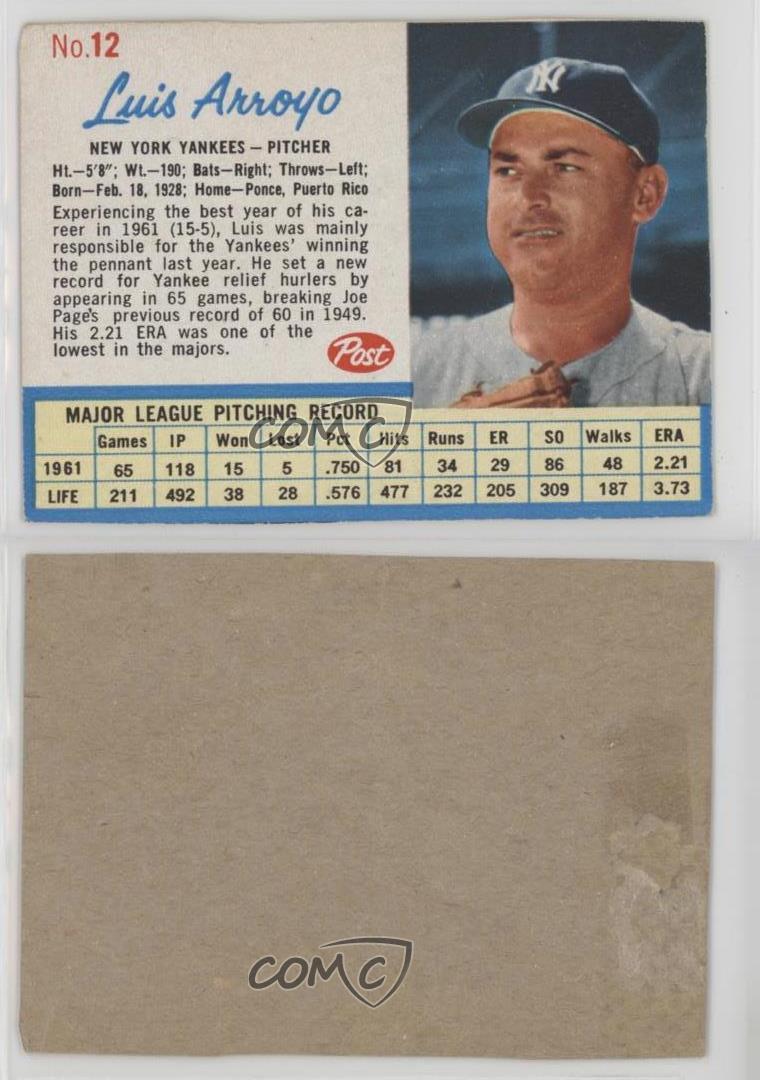 No.12
Luis Arroyo
NEW YORK YANKEES — PITCHER
Ht.—5'8"; Wt.—190; Bats—Right; Throws—Left;
Born—Feb. 18, 1928; Home—Ponce, Puerto Rico
Experiencing the best year of his ca-
reer in 1961 (15-5), Luis was mainly
responsible for the Yankees' winning
the pennant last year. He set a new
record for Yankee relief hurlers by
appearing in 65 games, breaking Joe
Page's previous record of 60 in 1949.
His 2.21 ERA was one of the
lowest in the majors.
Post
NY
MAJOR LEAGUE PITCHING RECORD
Games IP Won Lost Pct Hits Runs ER SO Walks ERA
1961 65 118 15 5 .750 81 34 29 86 48 2.21
LIFE 211 492 38 28 .576 477 232 205 309 187 3.73
COMC
COMC